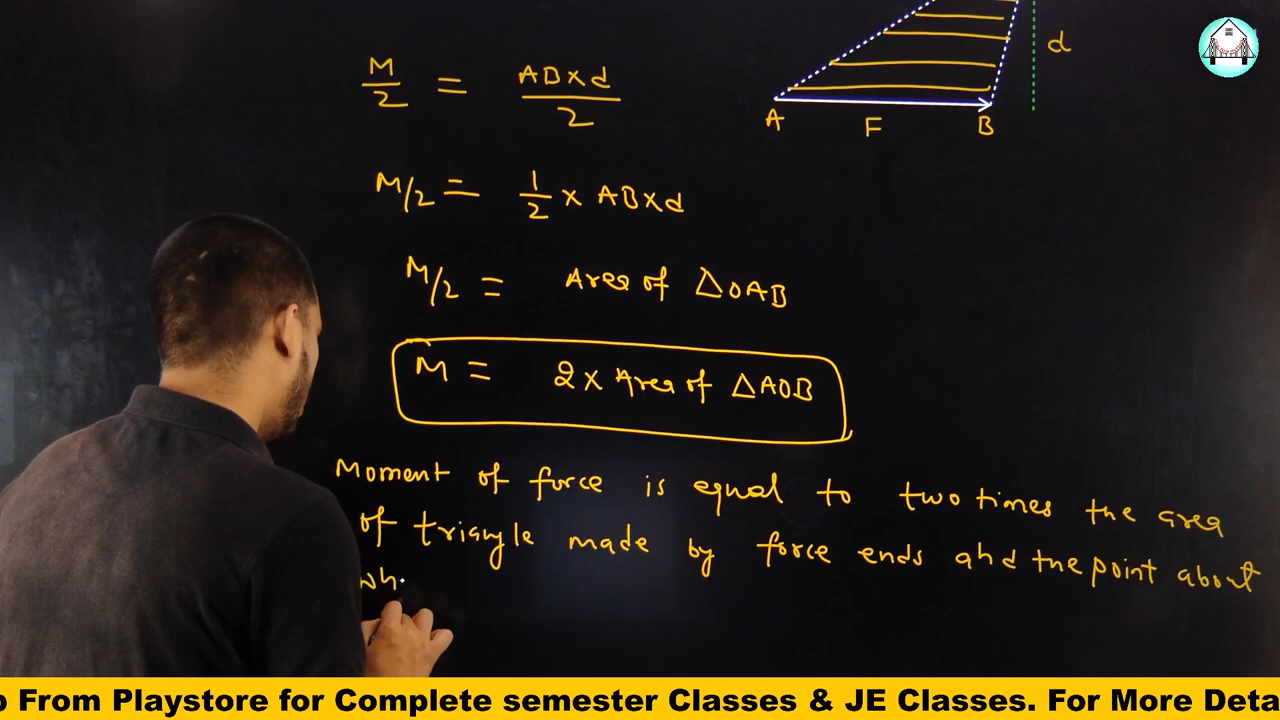 M/2 = AB×d/2
d
A F B
M/2 = 1/2 × AB×d
M/2 = Area of △OAB
M = 2× Area of △AOB
Moment of force is equal to two times the area
of triangle made by force ends and the point about
wh
From Playstore for Complete semester Classes & JE Classes. For More Deta